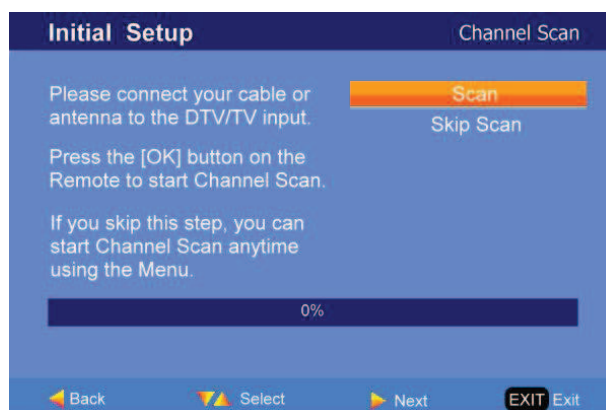 Initial Setup
Channel Scan
Please connect your cable or
antenna to the DTV/TV input.
Press the [OK] button on the
Remote to start Channel Scan.
If you skip this step, you can
start Channel Scan anytime
using the Menu.
Scan
Skip Scan
0%
Back
Select
Next
EXIT Exit